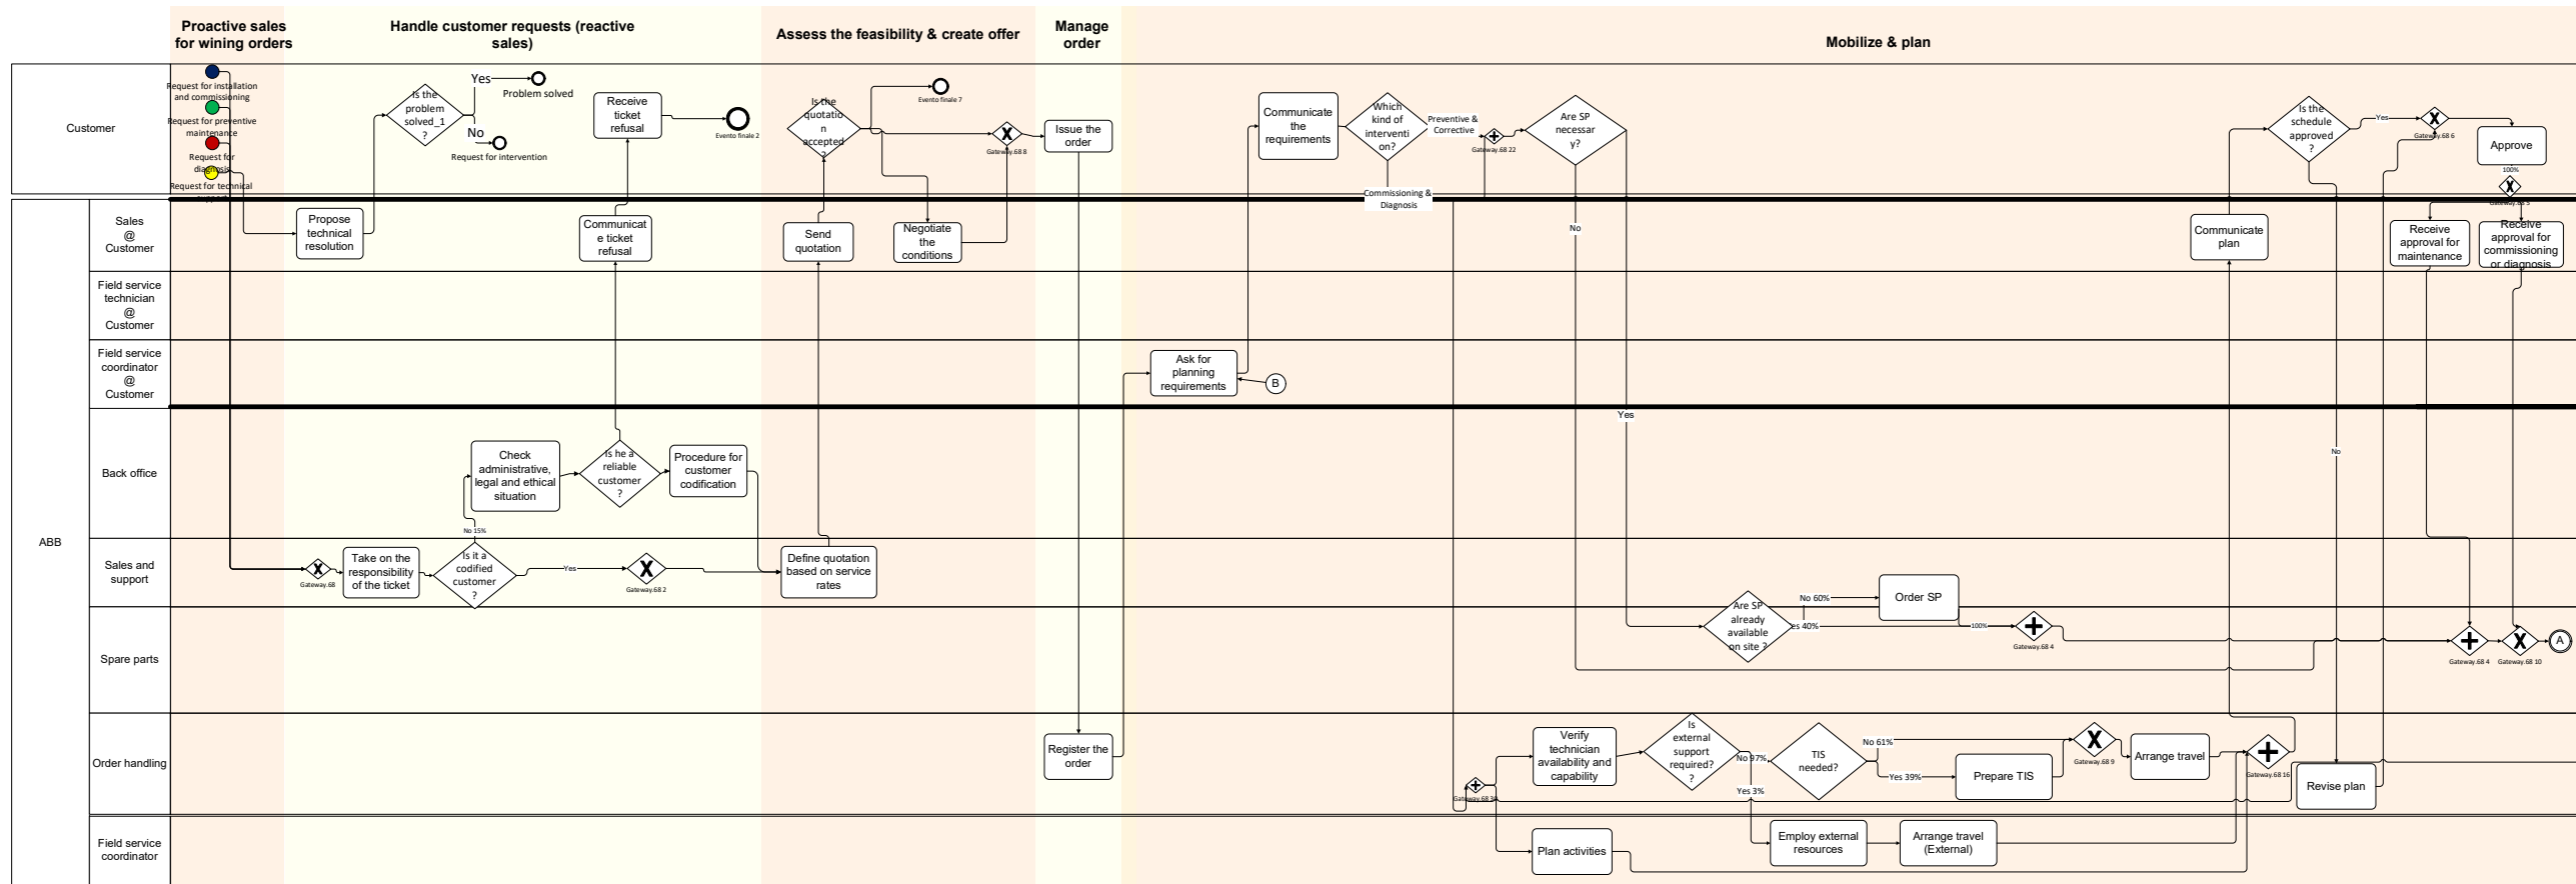 Proactive sales
for wining orders
Handle customer requests (reactive
sales)
Assess the feasibility & create offer
Manage
order
Mobilize & plan
Customer
Request for installation
and commissioning
Request for preventive
maintenance
Request for
diagnosis
Request for technical
Is the
problem
solved_1
?
Yes
Problem solved
No
Request for intervention
Receive
ticket
refusal
Evento finale 2
Is the
quotatio
n
accepted
?
Evento finale 7
Gateway.68 8
Issue the
order
Communicate
the
requirements
Which
kind of
interventi
on?
Preventive &
Corrective
Gateway.68 22
Commissioning &
Diagnosis
Are SP
necessar
y?
Is the
schedule
approved
?
Yes
Gateway.68 6
Approve
100%
ABB
Sales
@
Customer
Propose
technical
resolution
Communicat
e ticket
refusal
Send
quotation
Negotiate
the
conditions
No
Communicate
plan
Receive
approval for
maintenance
Receive
approval for
commissioning
or diagnosis
Field service
technician
@
Customer
Field service
coordinator
@
Customer
Ask for
planning
requirements
B
Yes
No
Back office
Check
administrative,
legal and ethical
situation
Is he a
reliable
customer
?
Procedure for
customer
codification
No 15%
Sales and
support
Gateway.68
Take on the
responsibility
of the ticket
Is it a
codified
customer
?
Yes
Gateway.68 2
Define quotation
based on service
rates
Order SP
Spare parts
Are SP
already
available
on site ?
No 60%
es 40%
100%
Gateway.68 4
Gateway.68 4
Gateway.68 10
A
Order handling
Register the
order
Verify
technician
availability and
capability
Is
external
support
required?
?
No 97%
Yes 3%
TIS
needed?
No 61%
Yes 39%
Prepare TIS
Gateway.68 9
Arrange travel
Gateway.68 16
Revise plan
Field service
coordinator
Plan activities
Employ external
resources
Arrange travel
(External)